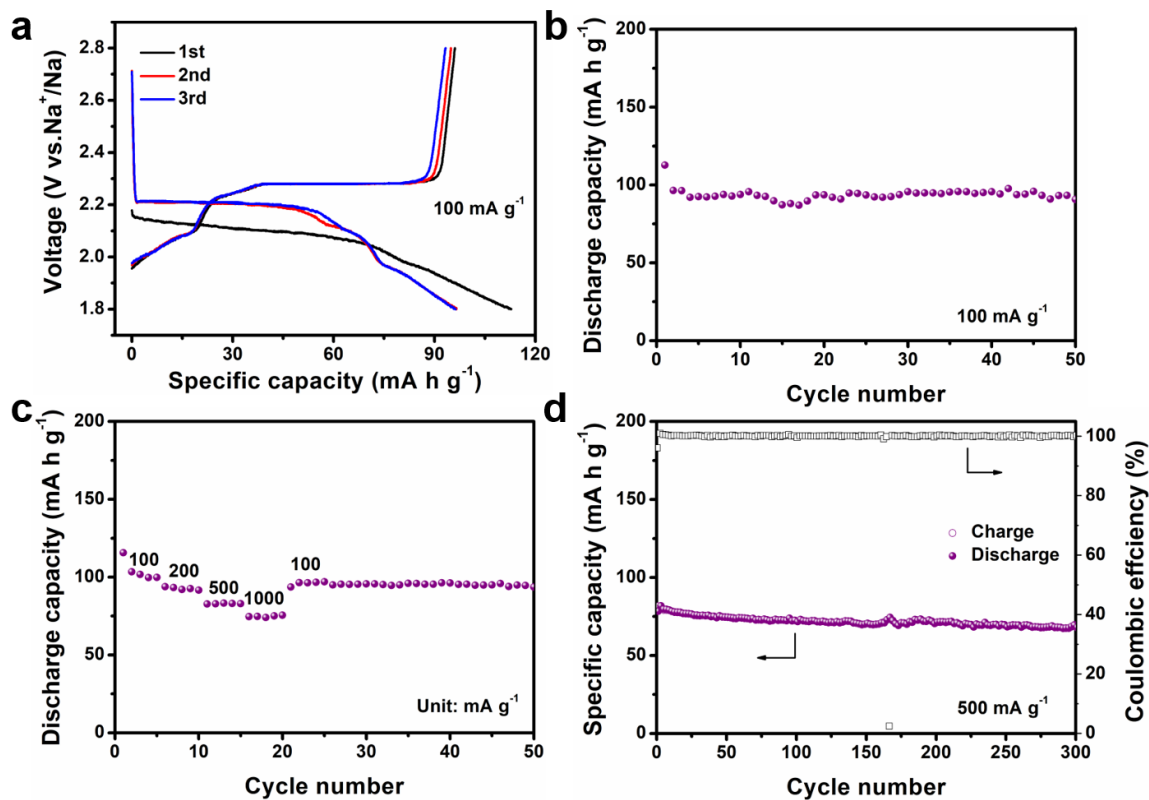 a
1st
2nd
3rd
100 mA g⁻¹
Voltage (V vs.Na⁺/Na)
2.8
2.6
2.4
2.2
2.0
1.8
0 30 60 90 120
Specific capacity (mA h g⁻¹)
b
Discharge capacity (mA h g⁻¹)
200
150
100
50
0
100 mA g⁻¹
0 10 20 30 40 50
Cycle number
c
Discharge capacity (mA h g⁻¹)
200
150
100
50
0
100
200
500
1000
100
Unit: mA g⁻¹
0 10 20 30 40 50
Cycle number
d
Specific capacity (mA h g⁻¹)
200
150
100
50
0
Charge
Discharge
500 mA g⁻¹
100
80
60
40
20
0
Coulombic effciency (%)
0 50 100 150 200 250 300
Cycle number